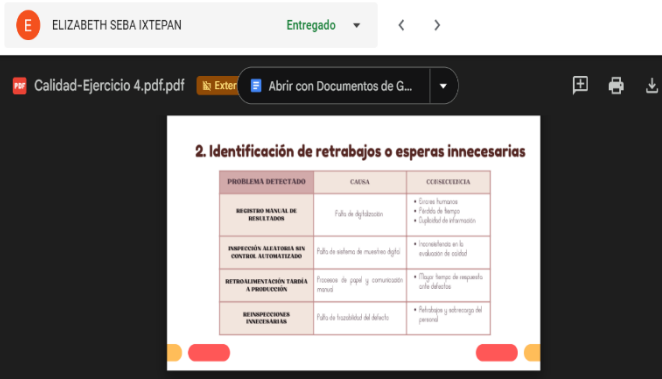 E ELIZABETH SEBA IXTEPAN Entregado
PDF Calidad-Ejercicio 4.pdf.pdf Exter Abrir con Documentos de G...
2. Identificación de retrabajos o esperas innecesarias
PROBLEMA DETECTADO CAUSA CONSECUENCIA
REGISTRO MANUAL DE
RESULTADOS
Falta de digitalización
• Errores humanos
• Pérdida de tiempo
• Duplicidad de información
INSPECCIÓN ALEATORIA SIN
CONTROL AUTOMATIZADO
Falta de sistema de muestreo digital
• Inconsistencia en la
evaluación de calidad
RETROALIMENTACIÓN TARDÍA
A PRODUCCIÓN
Procesos de papel y comunicación
manual
• Mayor tiempo de respuesta
ante defectos
REINSPECCIONES
INNECESARIAS
Falta de trazabilidad del defecto
• Retrabajos y sobrecarga del
personal